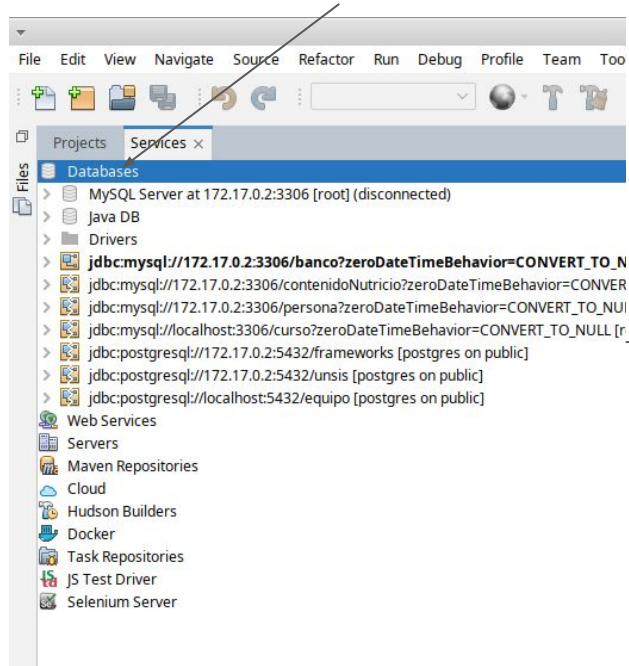 File Edit View Navigate Source Refactor Run Debug Profile Team Too
Projects Services ×
Files
Databases
MySQL Server at 172.17.0.2:3306 [root] (disconnected)
Java DB
Drivers
jdbc:mysql://172.17.0.2:3306/banco?zeroDateTimeBehavior=CONVERT_TO_N
jdbc:mysql://172.17.0.2:3306/contenidoNutricio?zeroDateTimeBehavior=CONVER
jdbc:mysql://172.17.0.2:3306/persona?zeroDateTimeBehavior=CONVERT_TO_NU
jdbc:mysql://localhost:3306/curso?zeroDateTimeBehavior=CONVERT_TO_NULL [r
jdbc:postgresql://172.17.0.2:5432/frameworks [postgres on public]
jdbc:postgresql://172.17.0.2:5432/unsis [postgres on public]
jdbc:postgresql://localhost:5432/equipo [postgres on public]
Web Services
Servers
Maven Repositories
Cloud
Hudson Builders
Docker
Task Repositories
JS Test Driver
Selenium Server